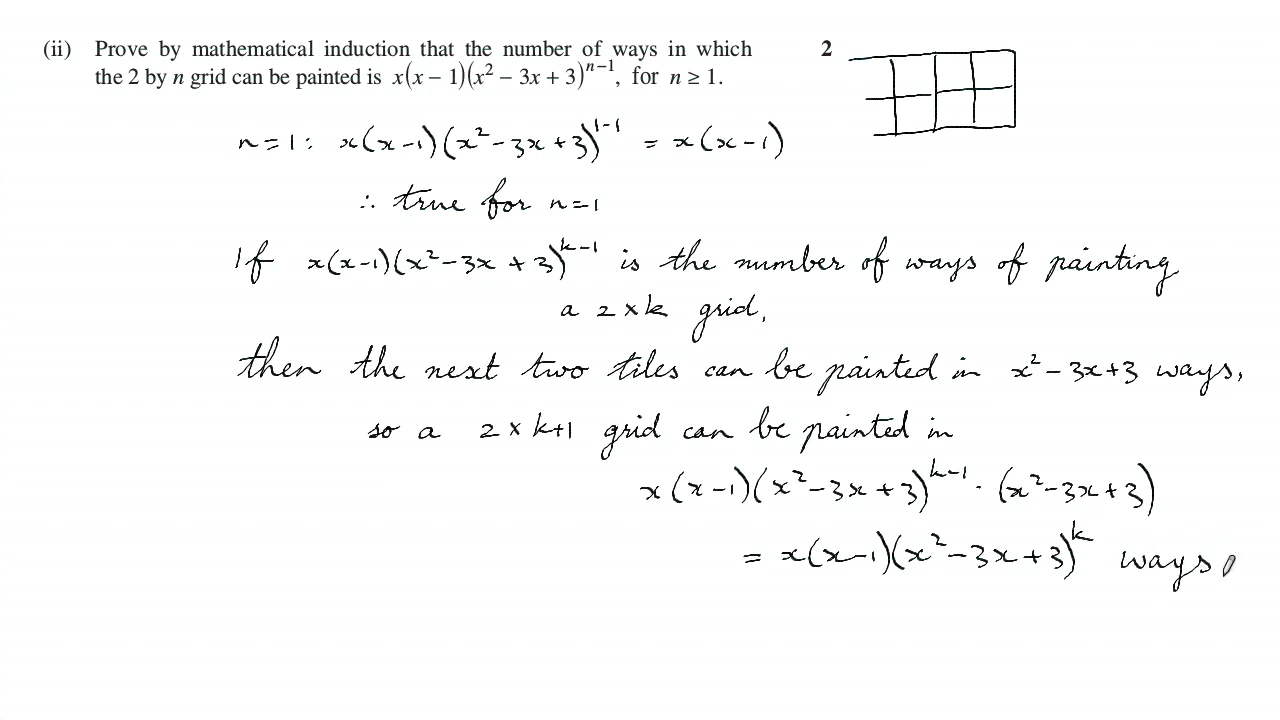 (ii) Prove by mathematical induction that the number of ways in which 2
the 2 by n grid can be painted is x(x – 1)(x² – 3x + 3)ⁿ⁻¹, for n ≥ 1.
n=1: x(x-1)(x²-3x+3)¹⁻¹ = x(x-1)
∴ true for n=1
If x(x-1)(x²-3x+3)ᵏ⁻¹ is the number of ways of painting
a 2×k grid,
then the next two tiles can be painted in x²-3x+3 ways,
so a 2×k+1 grid can be painted in
x(x-1)(x²-3x+3)ᵏ⁻¹ · (x²-3x+3)
= x(x-1)(x²-3x+3)ᵏ ways